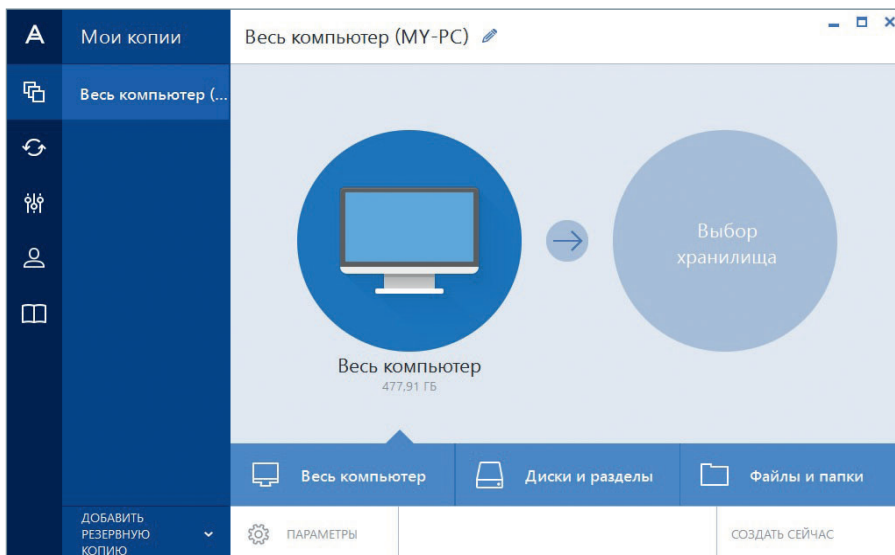 Мои копии
Весь компьютер (MY-PC)
Весь компьютер (...
Выбор
хранилища
Весь компьютер
477,91 ГБ
Весь компьютер
Диски и разделы
Файлы и папки
ДОБАВИТЬ
РЕЗЕРВНУЮ
КОПИЮ
ПАРАМЕТРЫ
СОЗДАТЬ СЕЙЧАС